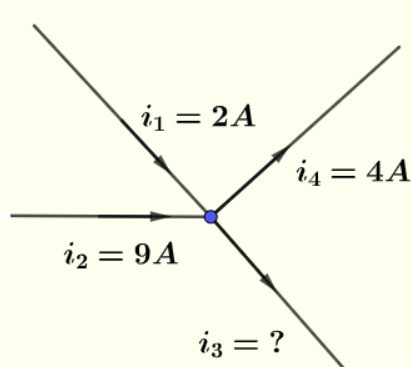 i₁ = 2A
i₄ = 4A
i₂ = 9A
i₃ = ?